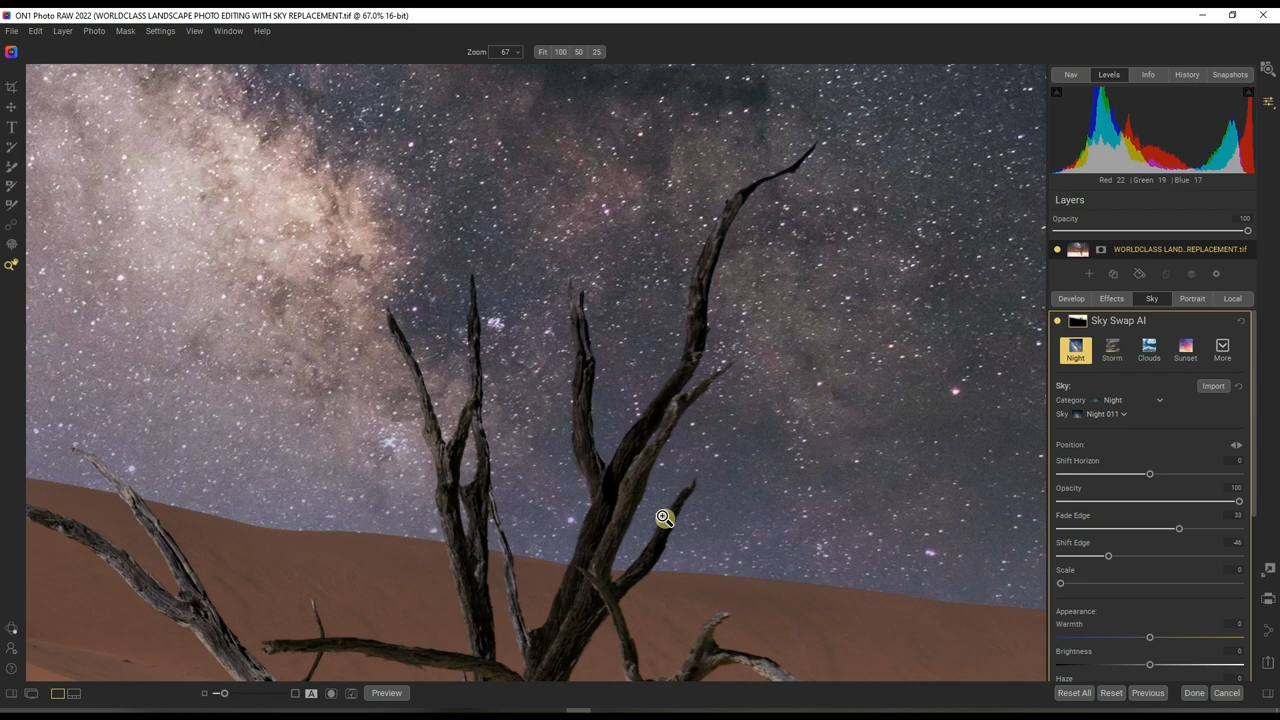 ON1 Photo RAW 2022 (WORLDCLASS LANDSCAPE PHOTO EDITING WITH SKY REPLACEMENT.tif @ 67.0% 16-bit)
File Edit Layer Photo Mask Settings View Window Help
Zoom 67 Fit 100 50 25
Nav Levels Info History Snapshots
Red 22 | Green 19 | Blue 17
Layers
Opacity 100
WORLDCLASS LAND...REPLACEMENT.tif
Develop Effects Sky Portrait Local
Sky Swap AI
Night Storm Clouds Sunset More
Sky: Import
Category Night
Sky Night 011
Position:
Shift Horizon 0
Opacity 100
Fade Edge 33
Shift Edge -46
Scale 0
Appearance:
Warmth 0
Brightness 0
Haze 0
A Preview Reset All Reset Previous Done Cancel